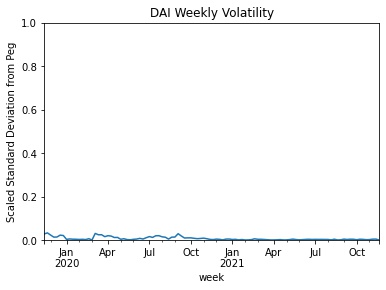 DAI Weekly Volatility
Scaled Standard Deviation from Peg
1.0
0.8
0.6
0.4
0.2
0.0
Jan Apr Jul Oct Jan Apr Jul Oct
2020 2021
week